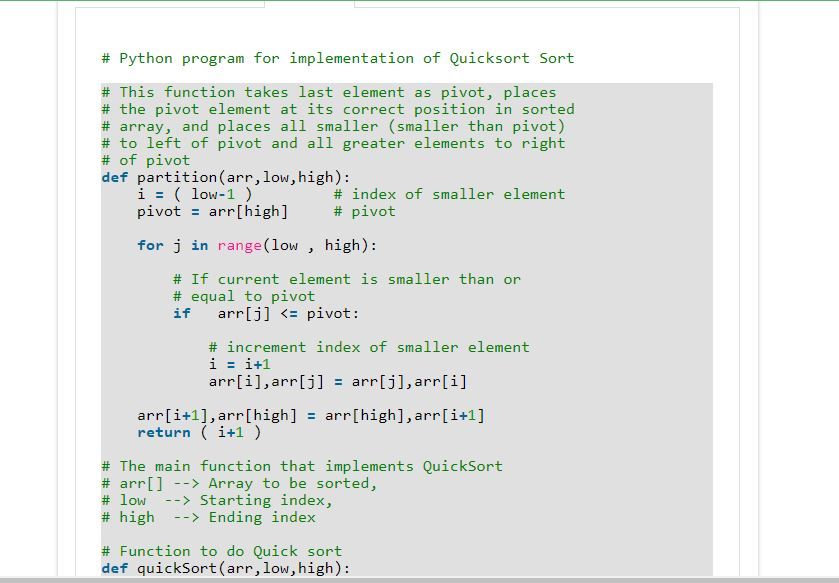 # Python program for implementation of Quicksort Sort
# This function takes last element as pivot, places
# the pivot element at its correct position in sorted
# array, and places all smaller (smaller than pivot)
# to left of pivot and all greater elements to right
# of pivot
def partition(arr,low,high):
    i = ( low-1 )         # index of smaller element
    pivot = arr[high]     # pivot
    for j in range(low , high):
        # If current element is smaller than or
        # equal to pivot
        if   arr[j] <= pivot:
            # increment index of smaller element
            i = i+1
            arr[i],arr[j] = arr[j],arr[i]
    arr[i+1],arr[high] = arr[high],arr[i+1]
    return ( i+1 )
# The main function that implements QuickSort
# arr[] --> Array to be sorted,
# low  --> Starting index,
# high  --> Ending index
# Function to do Quick sort
def quickSort(arr,low,high):